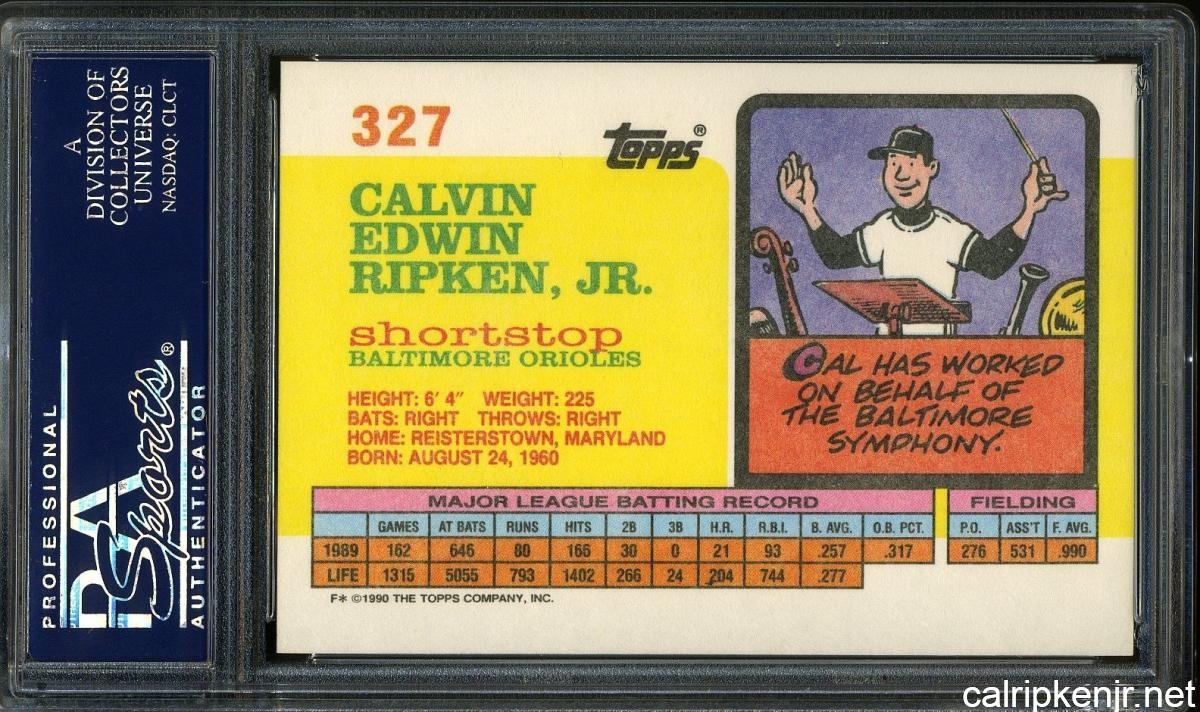 A
DIVISION OF
COLLECTORS
UNIVERSE
NASDAQ: CLCT
PROFESSIONAL
PSA
Sports®
AUTHENTICATOR
327
Topps®
CALVIN
EDWIN
RIPKEN, JR.
shortstop
BALTIMORE ORIOLES
HEIGHT: 6' 4" WEIGHT: 225
BATS: RIGHT THROWS: RIGHT
HOME: REISTERSTOWN, MARYLAND
BORN: AUGUST 24, 1960
CAL HAS WORKED
ON BEHALF OF
THE BALTIMORE
SYMPHONY.
MAJOR LEAGUE BATTING RECORD FIELDING
GAMES AT BATS RUNS HITS 2B 3B H.R. R.B.I. B. AVG. O.B. PCT. P.O. ASS'T F. AVG.
1989 162 646 80 166 30 0 21 93 .257 .317 276 531 .990
LIFE 1315 5055 793 1402 266 24 204 744 .277
F* ©1990 THE TOPPS COMPANY, INC.
calripkenjr.net